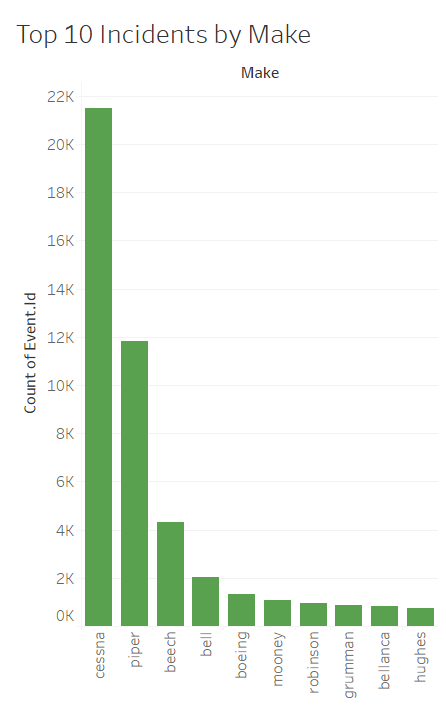 Top 10 Incidents by Make
Make
Count of Event.Id
22K
20K
18K
16K
14K
12K
10K
8K
6K
4K
2K
0K
cessna
piper
beech
bell
boeing
mooney
robinson
grumman
bellanca
hughes